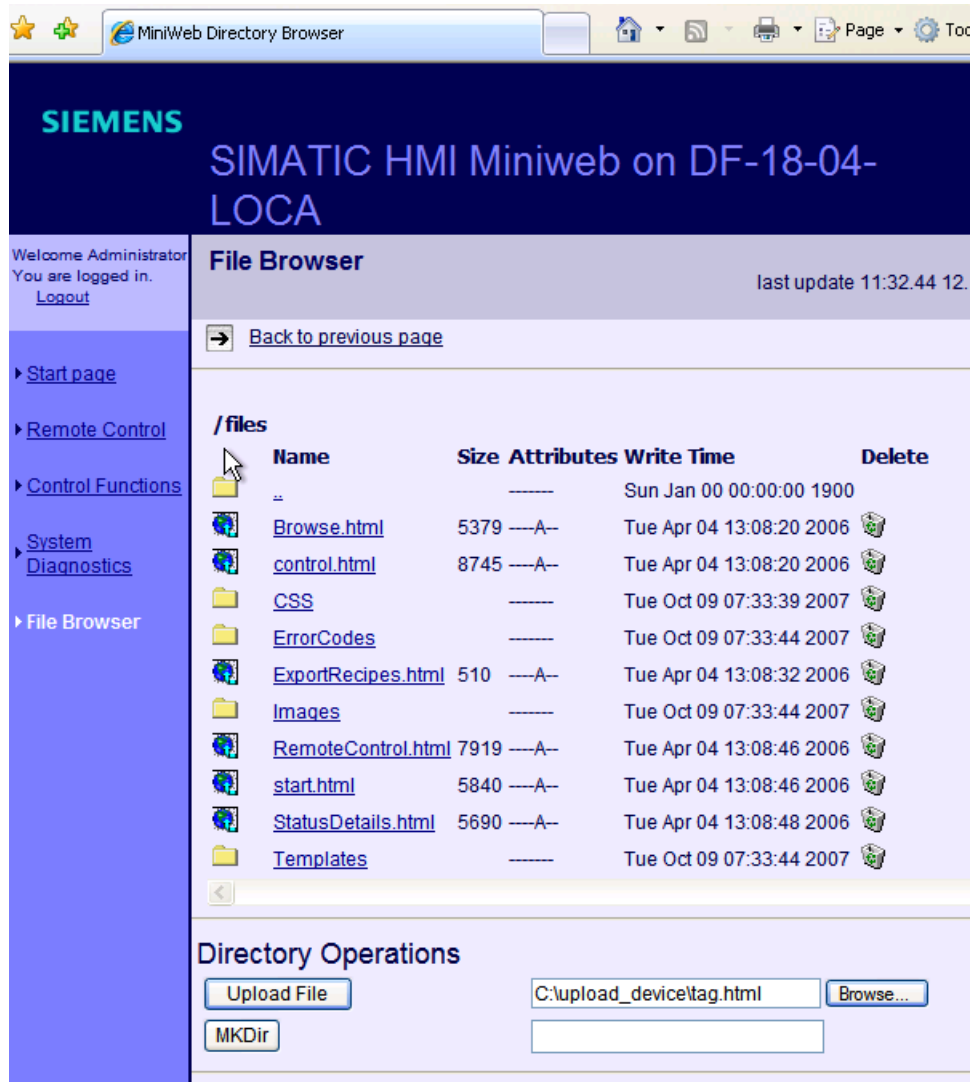 MiniWeb Directory Browser
Page
SIEMENS
SIMATIC HMI Miniweb on DF-18-04-
LOCA
Welcome Administrator
You are logged in.
Logout
File Browser
last update 11:32.44 12.
Back to previous page
Start page
Remote Control
Control Functions
System
Diagnostics
File Browser
/files
Name Size Attributes Write Time Delete
.. ------- Sun Jan 00 00:00:00 1900
Browse.html 5379 ----A-- Tue Apr 04 13:08:20 2006
control.html 8745 ----A-- Tue Apr 04 13:08:20 2006
CSS ------- Tue Oct 09 07:33:39 2007
ErrorCodes ------- Tue Oct 09 07:33:44 2007
ExportRecipes.html 510 ----A-- Tue Apr 04 13:08:32 2006
Images ------- Tue Oct 09 07:33:44 2007
RemoteControl.html 7919 ----A-- Tue Apr 04 13:08:46 2006
start.html 5840 ----A-- Tue Apr 04 13:08:46 2006
StatusDetails.html 5690 ----A-- Tue Apr 04 13:08:48 2006
Templates ------- Tue Oct 09 07:33:44 2007
Directory Operations
Upload File C:\upload_device\tag.html Browse...
MKDir